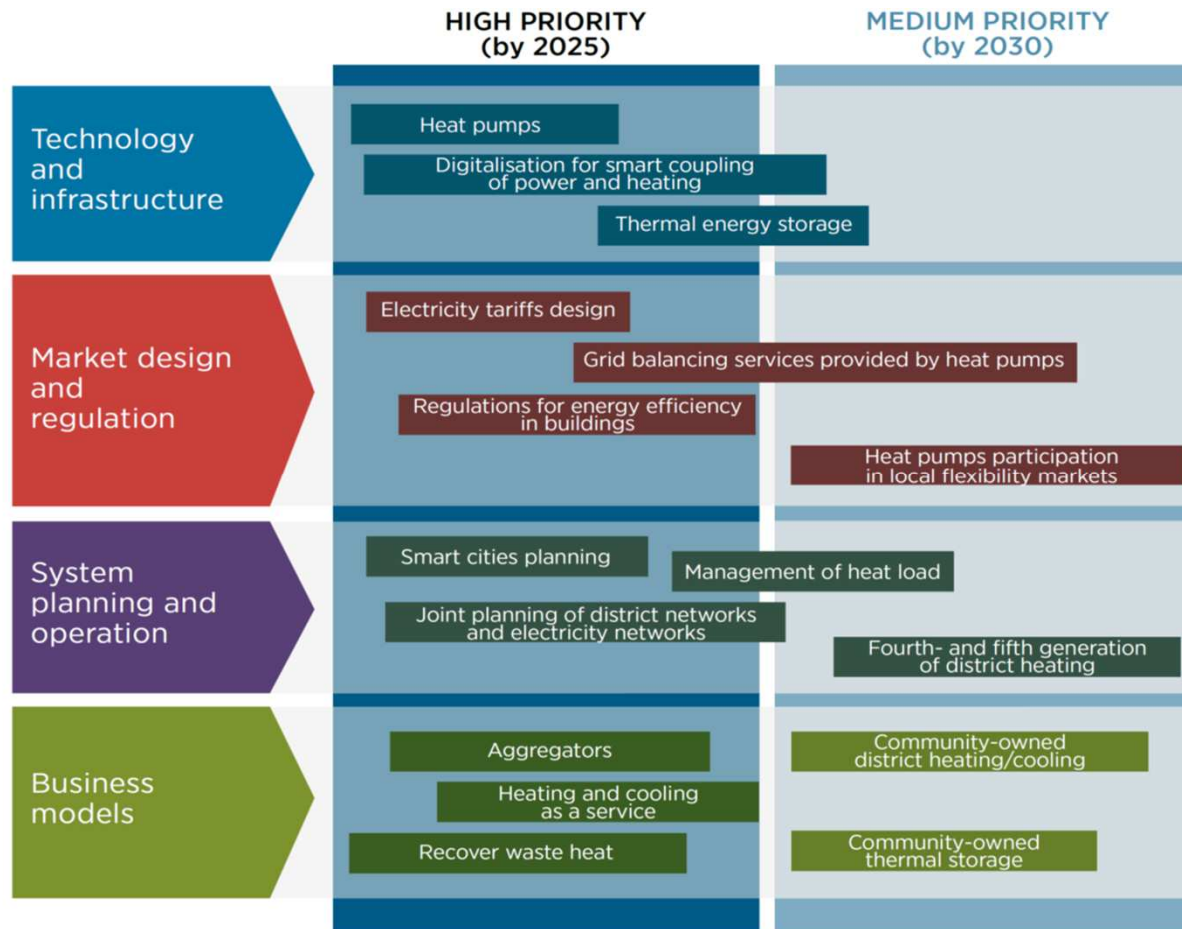 HIGH PRIORITY
(by 2025)
MEDIUM PRIORITY
(by 2030)
Technology
and
infrastructure
Heat pumps
Digitalisation for smart coupling
of power and heating
Thermal energy storage
Market design
and
regulation
Electricity tariffs design
Grid balancing services provided by heat pumps
Regulations for energy efficiency
in buildings
Heat pumps participation
in local flexibility markets
System
planning and
operation
Smart cities planning
Management of heat load
Joint planning of district networks
and electricity networks
Fourth- and fifth generation
of district heating
Business
models
Aggregators
Community-owned
district heating/cooling
Heating and cooling
as a service
Recover waste heat
Community-owned
thermal storage